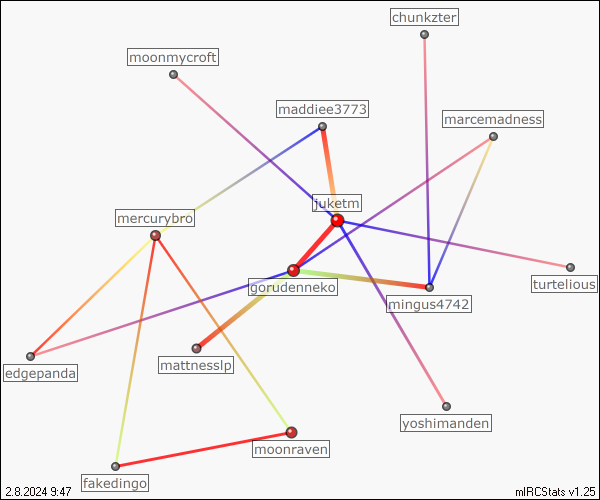 chunkzter
moonmycroft
maddiee3773
marcemadness
juketm
mercurybro
turtelious
gorudenneko
mingus4742
mattnesslp
edgepanda
yoshimanden
moonraven
fakedingo
2.8.2024 9:47
mIRCStats v1.25